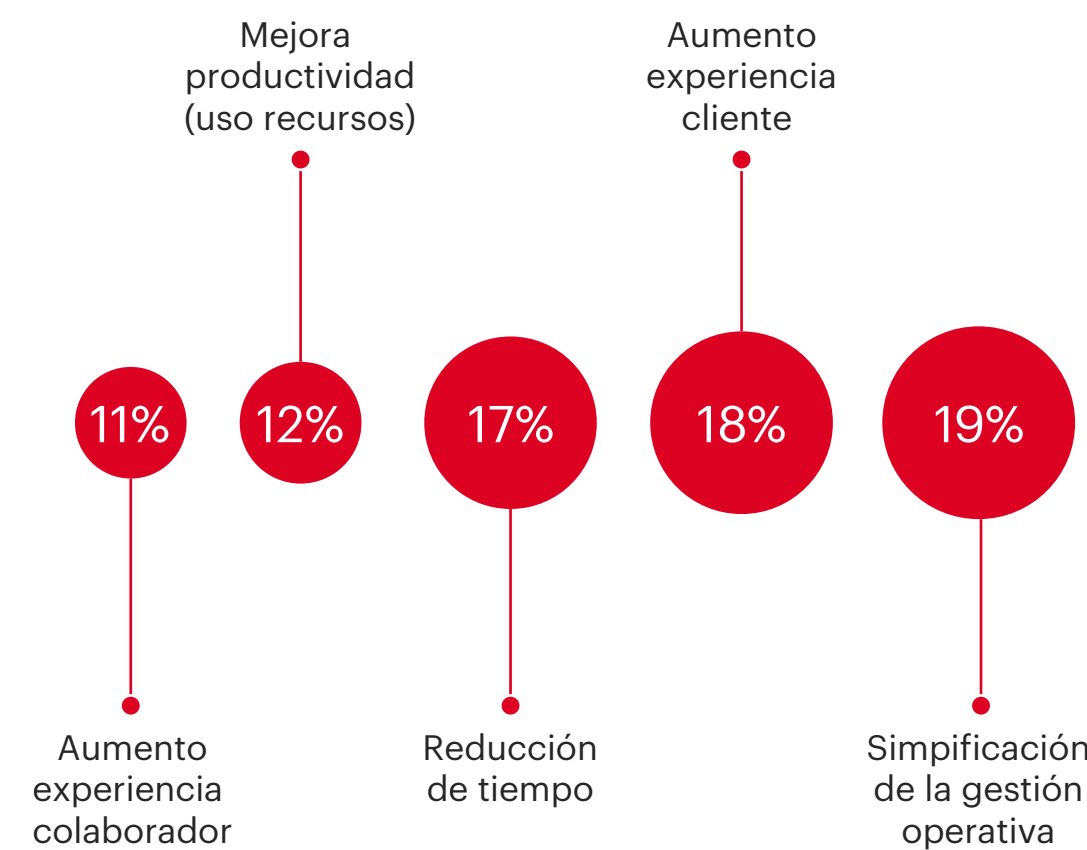 Mejora
productividad
(uso recursos)
Aumento
experiencia
cliente
11%
12%
17%
18%
19%
Aumento
experiencia
colaborador
Reducción
de tiempo
Simpificación
de la gestión
operativa